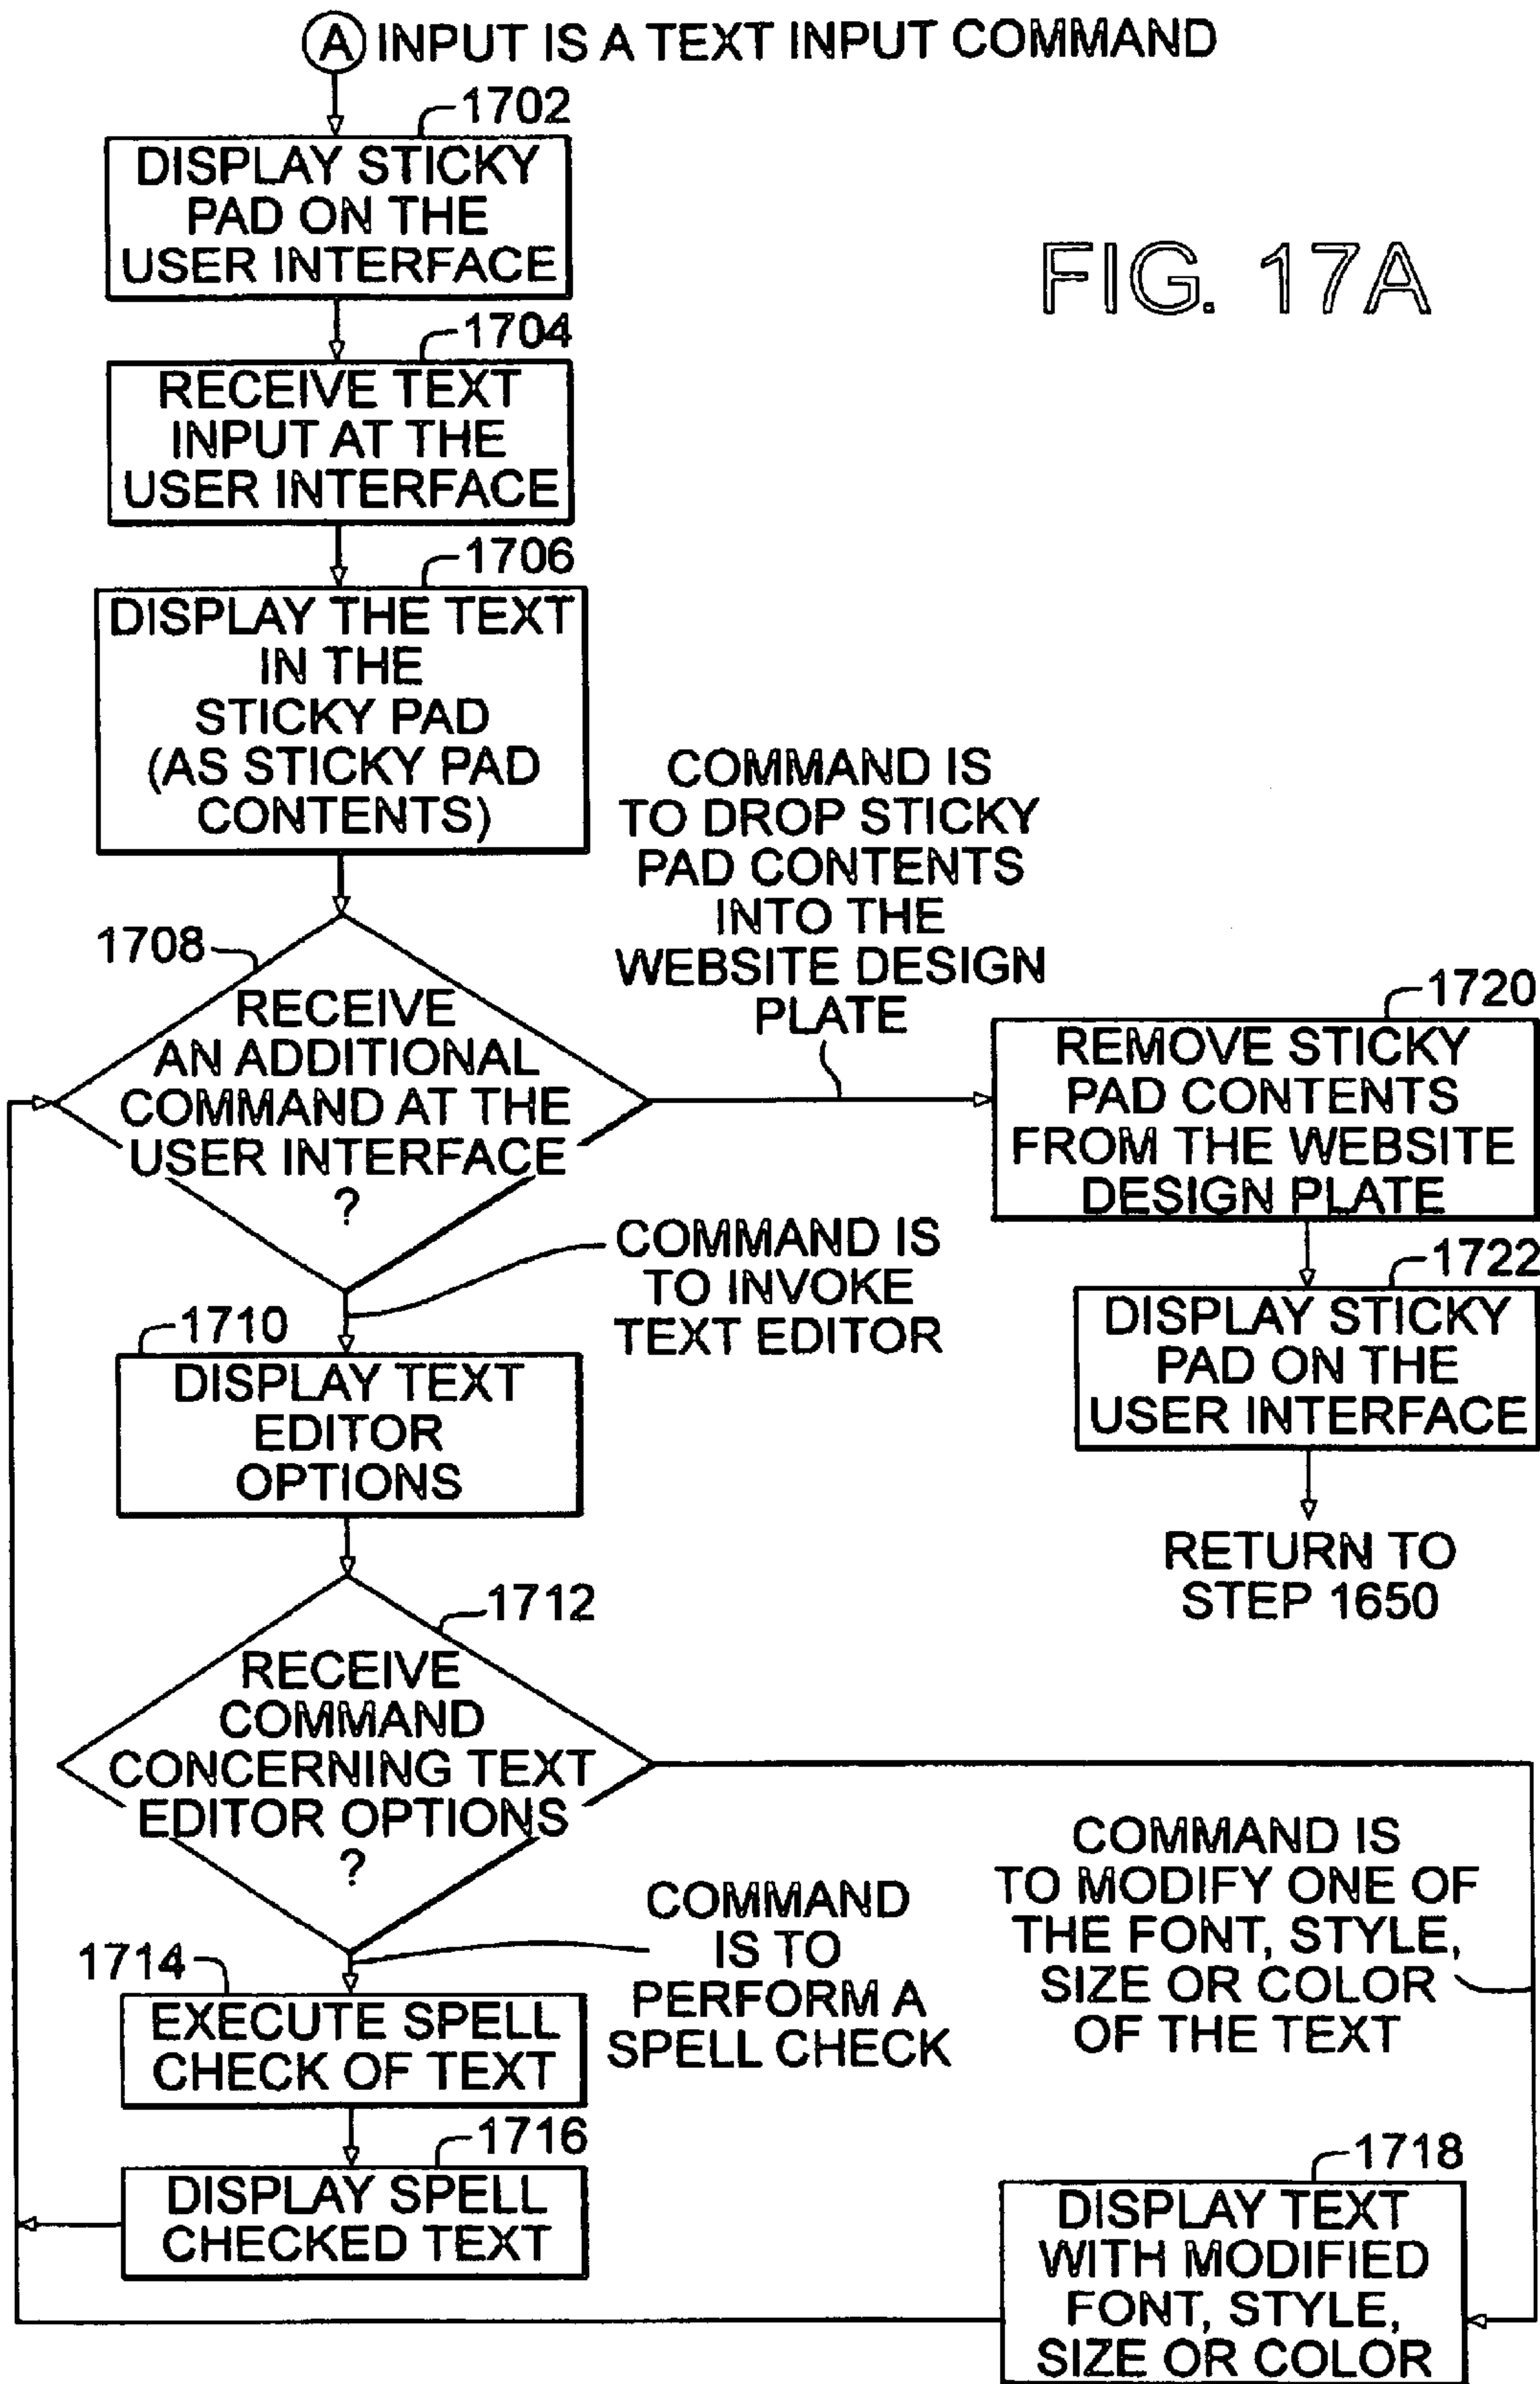 A INPUT IS A TEXT INPUT COMMAND
1702
DISPLAY STICKY
PAD ON THE
USER INTERFACE
FIG. 17A
1704
RECEIVE TEXT
INPUT AT THE
USER INTERFACE
1706
DISPLAY THE TEXT
IN THE
STICKY PAD
(AS STICKY PAD
CONTENTS)
COMMAND IS
TO DROP STICKY
PAD CONTENTS
INTO THE
WEBSITE DESIGN
PLATE
1708
RECEIVE
AN ADDITIONAL
COMMAND AT THE
USER INTERFACE
?
1720
REMOVE STICKY
PAD CONTENTS
FROM THE WEBSITE
DESIGN PLATE
COMMAND IS
TO INVOKE
TEXT EDITOR
1722
DISPLAY STICKY
PAD ON THE
USER INTERFACE
RETURN TO
STEP 1650
1710
DISPLAY TEXT
EDITOR
OPTIONS
1712
RECEIVE
COMMAND
CONCERNING TEXT
EDITOR OPTIONS
?
COMMAND IS
TO MODIFY ONE OF
THE FONT, STYLE,
SIZE OR COLOR
OF THE TEXT
COMMAND
IS TO
PERFORM A
SPELL CHECK
1714
EXECUTE SPELL
CHECK OF TEXT
1716
DISPLAY SPELL
CHECKED TEXT
1718
DISPLAY TEXT
WITH MODIFIED
FONT, STYLE,
SIZE OR COLOR